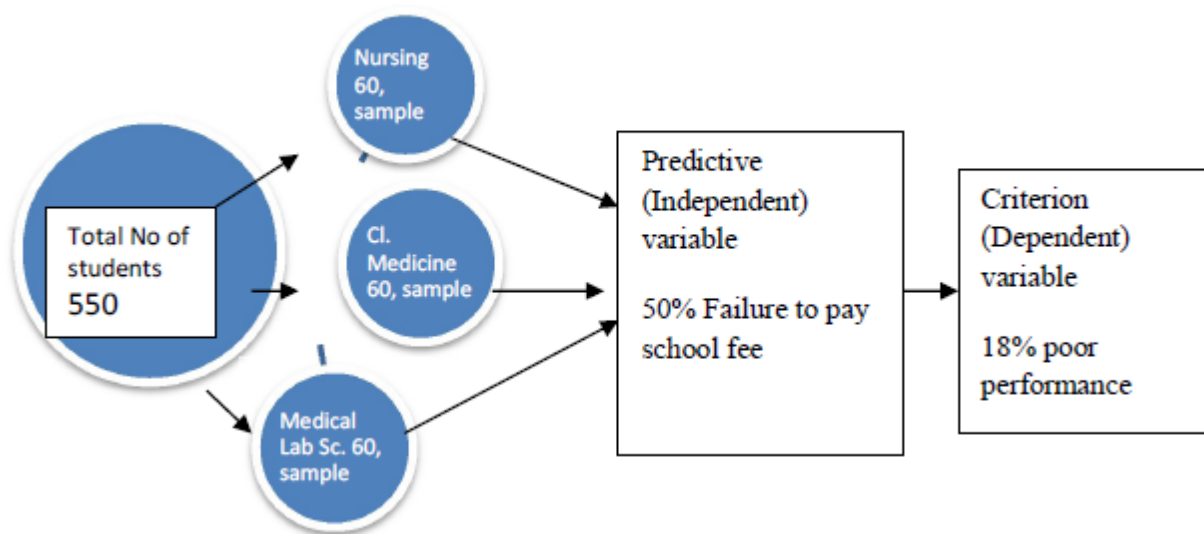 Total No of
students
550
Nursing
60,
sample
Cl.
Medicine
60, sample
Medical
Lab Sc. 60,
sample
Predictive
(Independent)
variable
50% Failure to pay
school fee
Criterion
(Dependent)
variable
18% poor
performance